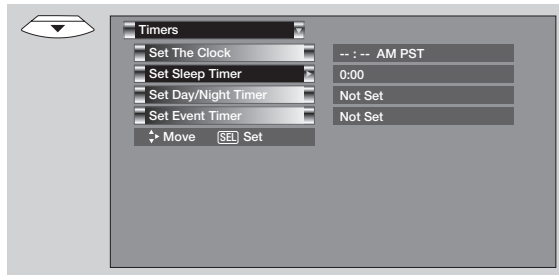 Timers
Set The Clock -- : -- AM PST
Set Sleep Timer 0:00
Set Day/Night Timer Not Set
Set Event Timer Not Set
Move SEL Set